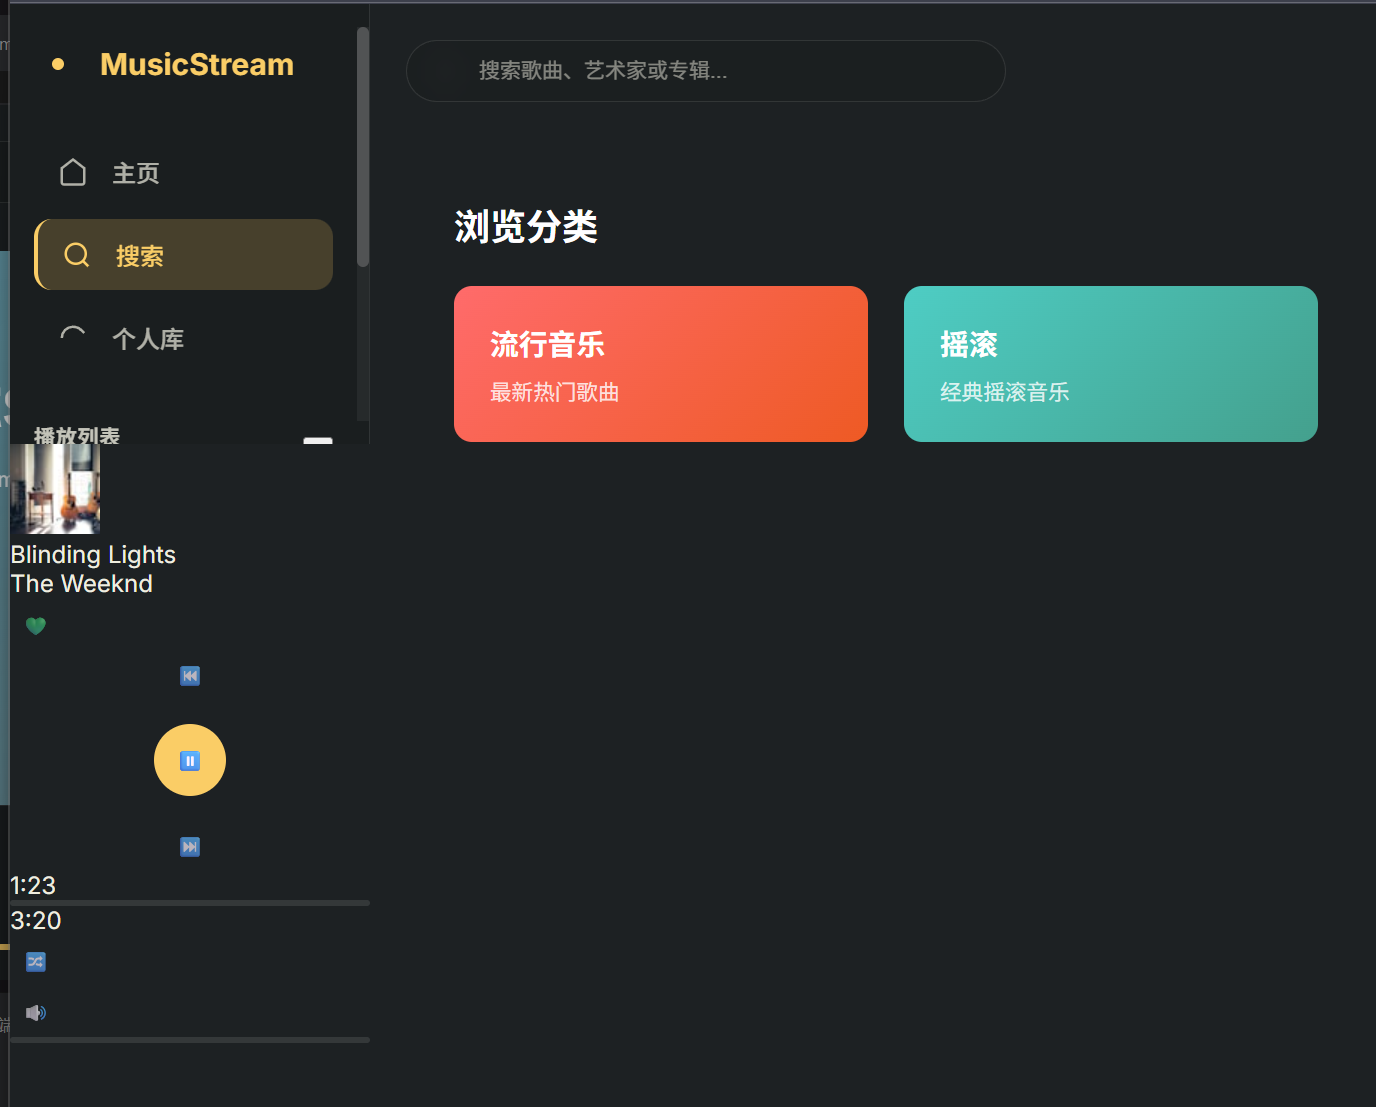 MusicStream
搜索歌曲、艺术家或专辑...
主页
搜索
个人库
播放列表
浏览分类
流行音乐
最新热门歌曲
摇滚
经典摇滚音乐
Blinding Lights
The Weeknd
1:23
3:20